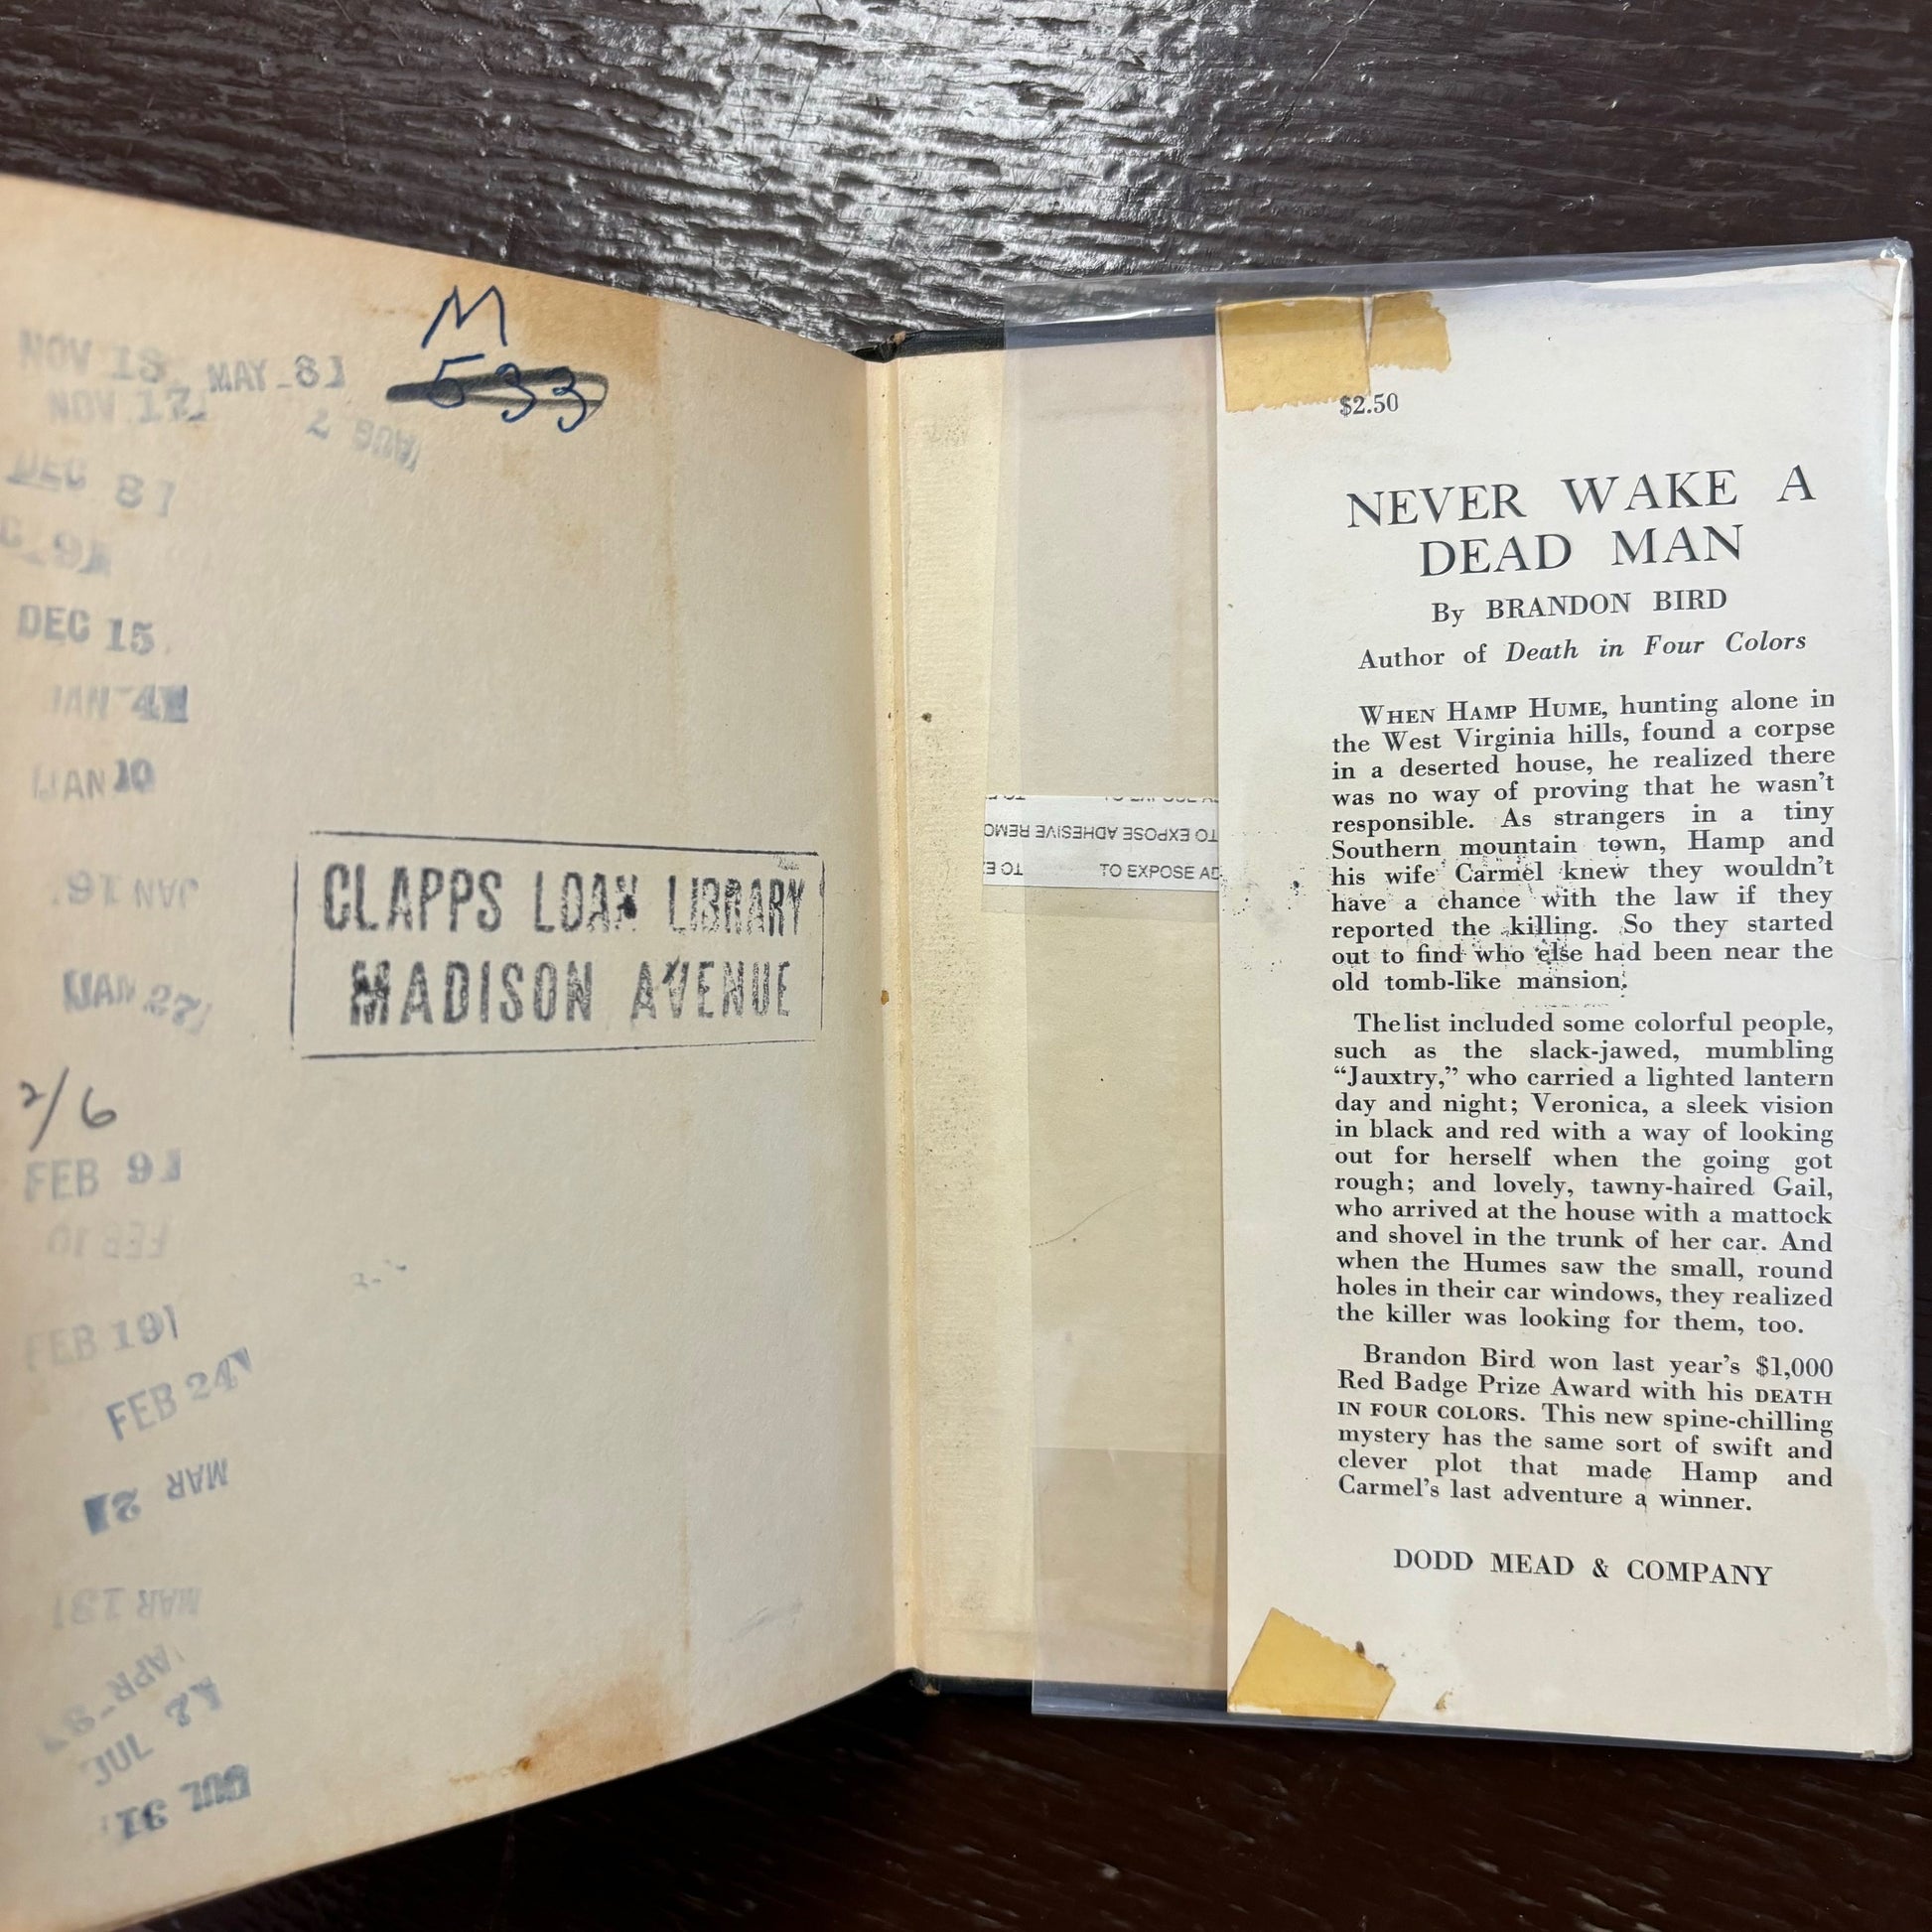 M
533
NOV 13
MAY-31
NOV 17
AUG 7
DEC 8
DEC 15
JAN 4
JAN 10
JAN 16
CLAPPS LOAN LIBRARY
MADISON AVENUE
JAN 27
2/6
FEB 9
FEB 10
FEB 19
FEB 24
MAR 2
MAR 13
APR-
JUL
JUL 31
TO EXPOSE ADHESIVE REMO
TO EXPOSE AD
$2.50
NEVER WAKE A
DEAD MAN
By BRANDON BIRD
Author of Death in Four Colors
WHEN HAMP HUME, hunting alone in
the West Virginia hills, found a corpse
in a deserted house, he realized there
was no way of proving that he wasn't
responsible. As strangers in a tiny
Southern mountain town, Hamp and
his wife Carmel knew they wouldn't
have a chance with the law if they
reported the killing. So they started
out to find who else had been near the
old tomb-like mansion.
The list included some colorful people,
such as the slack-jawed, mumbling
“Jauxtry,” who carried a lighted lantern
day and night; Veronica, a sleek vision
in black and red with a way of looking
out for herself when the going got
rough; and lovely, tawny-haired Gail,
who arrived at the house with a mattock
and shovel in the trunk of her car. And
when the Humes saw the small, round
holes in their car windows, they realized
the killer was looking for them, too.
Brandon Bird won last year's $1,000
Red Badge Prize Award with his DEATH
IN FOUR COLORS. This new spine-chilling
mystery has the same sort of swift and
clever plot that made Hamp and
Carmel's last adventure a winner.
DODD MEAD & COMPANY